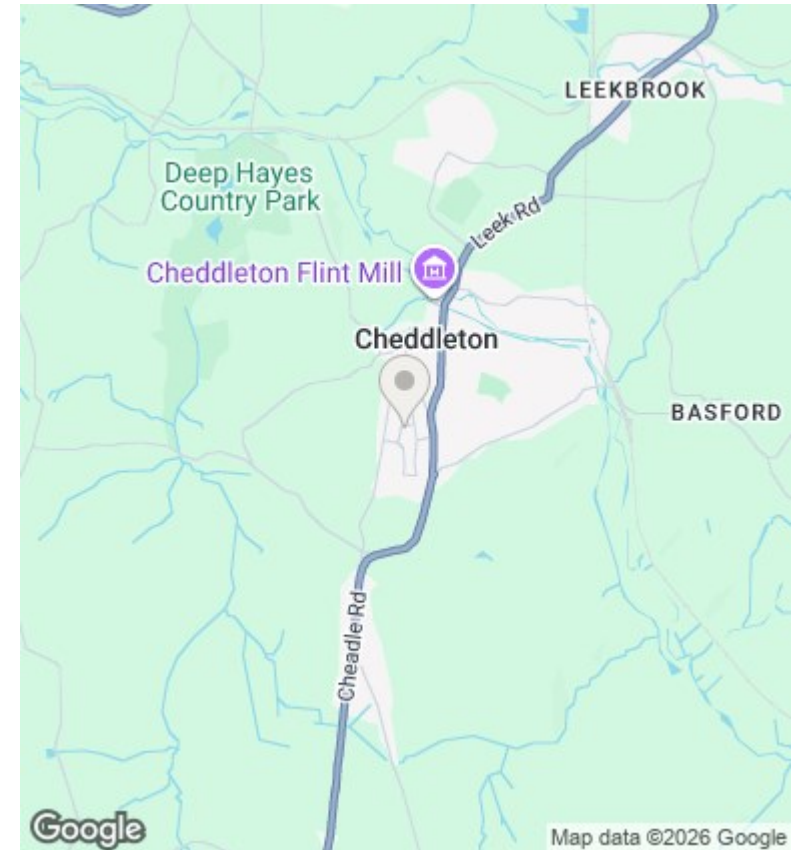 LEEKBROOK
Deep Hayes
Country Park
Leek Rd
Cheddleton Flint Mill
Cheddleton
BASFORD
Cheadle Rd
Google
Map data ©2026 Google